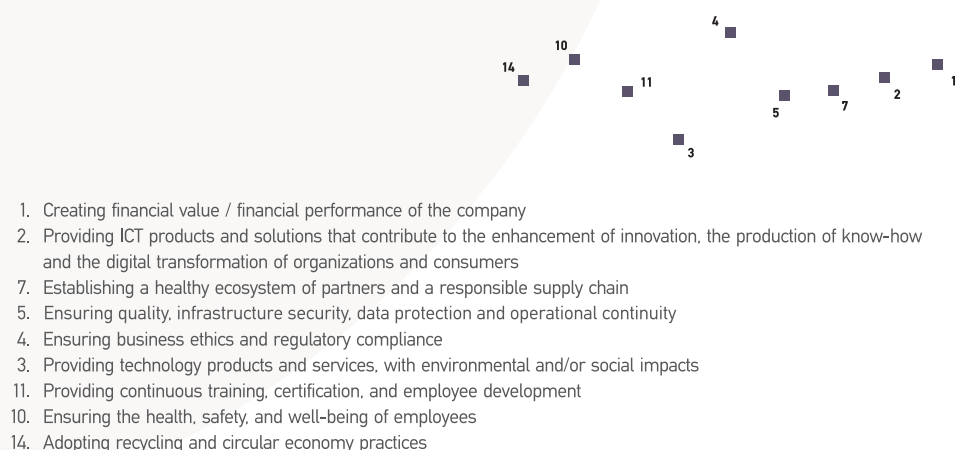 4
10
14
11
1
2
7
5
3
1. Creating financial value / financial performance of the company
2. Providing ICT products and solutions that contribute to the enhancement of innovation, the production of know-how
and the digital transformation of organizations and consumers
7. Establishing a healthy ecosystem of partners and a responsible supply chain
5. Ensuring quality, infrastructure security, data protection and operational continuity
4. Ensuring business ethics and regulatory compliance
3. Providing technology products and services, with environmental and/or social impacts
11. Providing continuous training, certification, and employee development
10. Ensuring the health, safety, and well-being of employees
14. Adopting recycling and circular economy practices